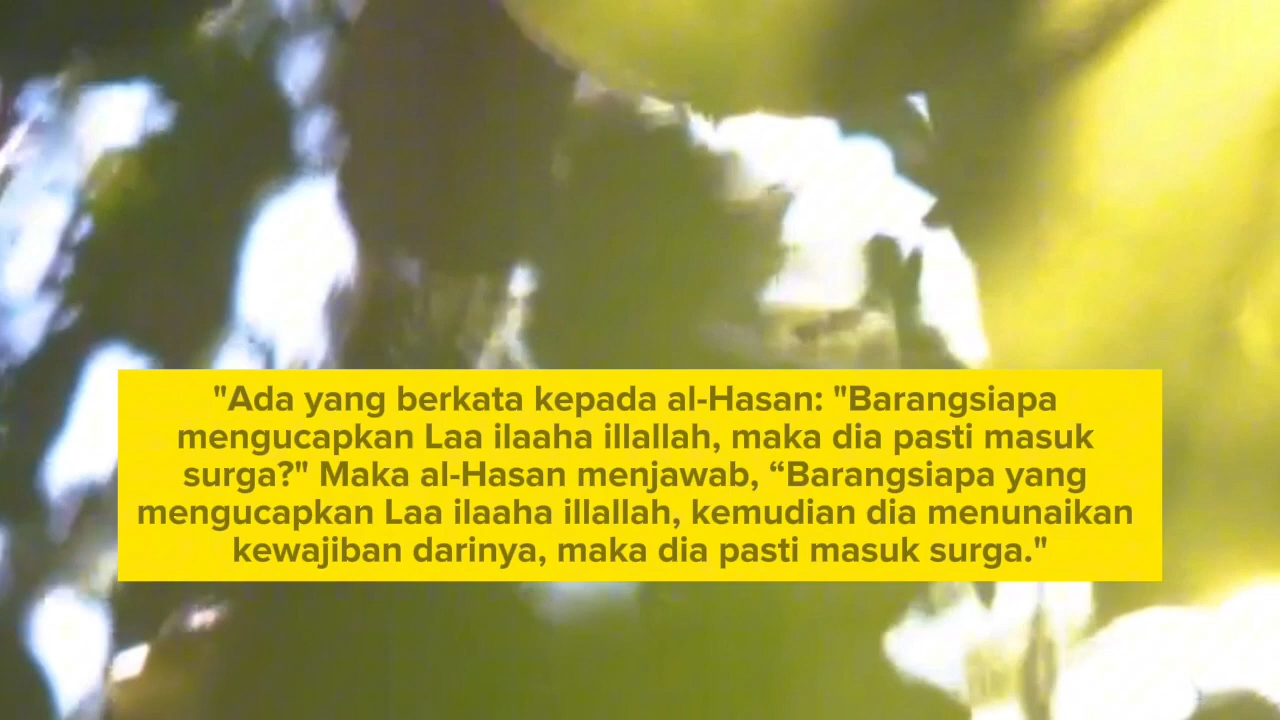 "Ada yang berkata kepada al-Hasan: "Barangsiapa
mengucapkan Laa ilaaha illallah, maka dia pasti masuk
surga?" Maka al-Hasan menjawab, “Barangsiapa yang
mengucapkan Laa ilaaha illallah, kemudian dia menunaikan
kewajiban darinya, maka dia pasti masuk surga."